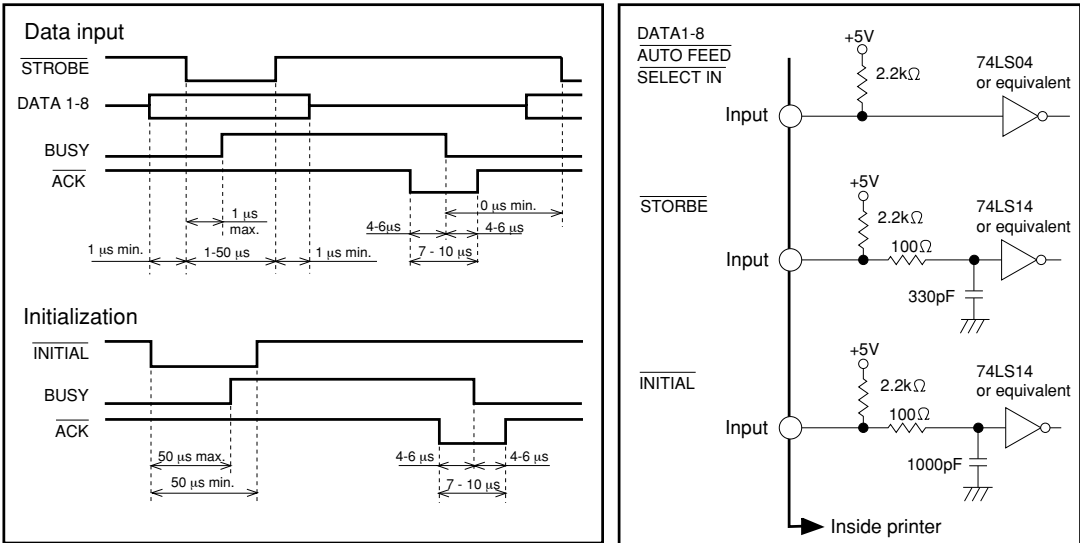 Data input
STROBE
DATA 1-8
BUSY
ACK
0 μs min.
1 μs
max.
4-6μs
4-6 μs
1 μs min.
1-50 μs
1 μs min.
7 - 10 μs
Initialization
INITIAL
BUSY
ACK
50 μs max.
4-6 μs
4-6 μs
50 μs min.
7 - 10 μs
DATA1-8
AUTO FEED
SELECT IN
+5V
2.2kΩ
74LS04
or equivalent
Input
STORBE
+5V
2.2kΩ
100Ω
74LS14
or equivalent
Input
330pF
INITIAL
+5V
2.2kΩ
100Ω
74LS14
or equivalent
Input
1000pF
Inside printer